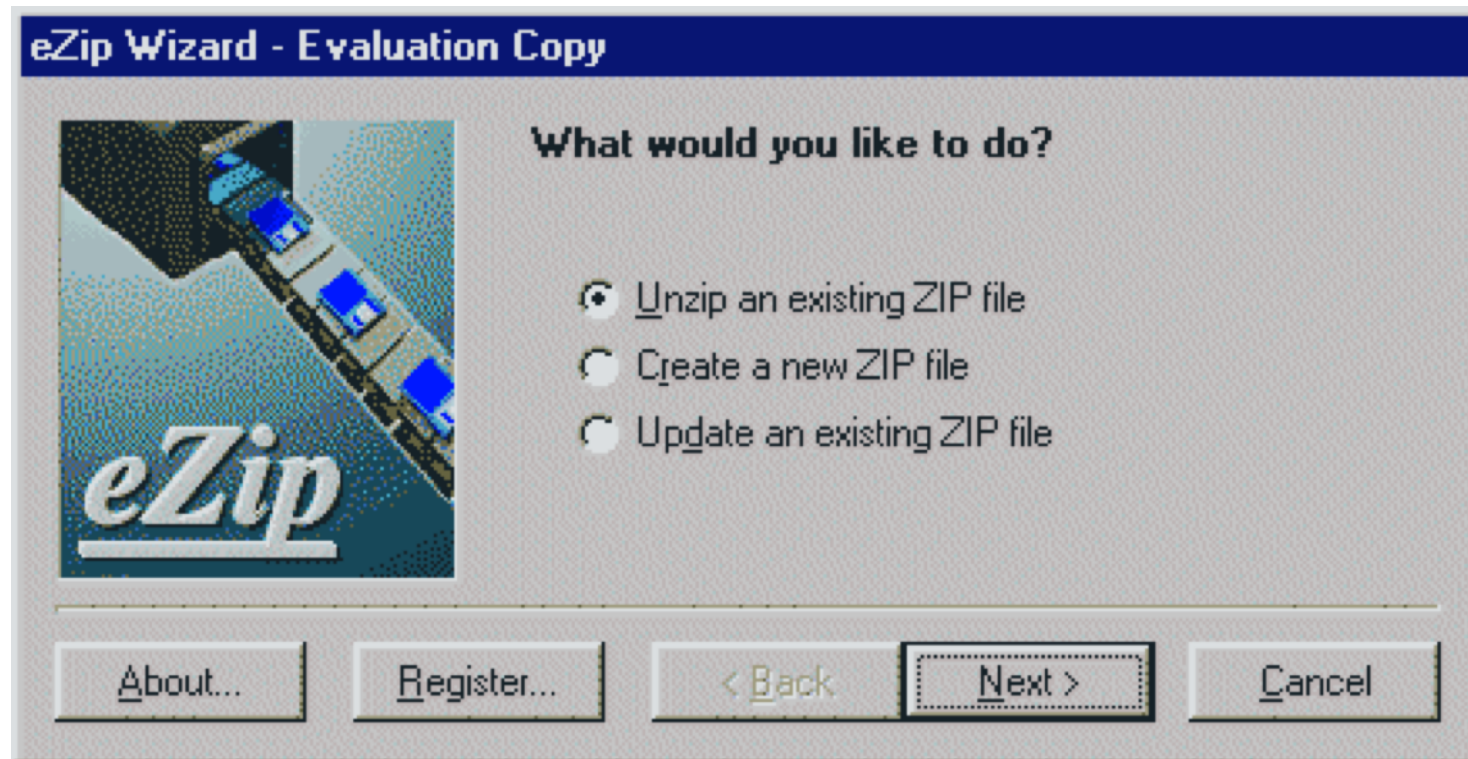 eZip Wizard - Evaluation Copy
What would you like to do?
Unzip an existing ZIP file
Create a new ZIP file
Update an existing ZIP file
eZip
About... Register... < Back Next > Cancel